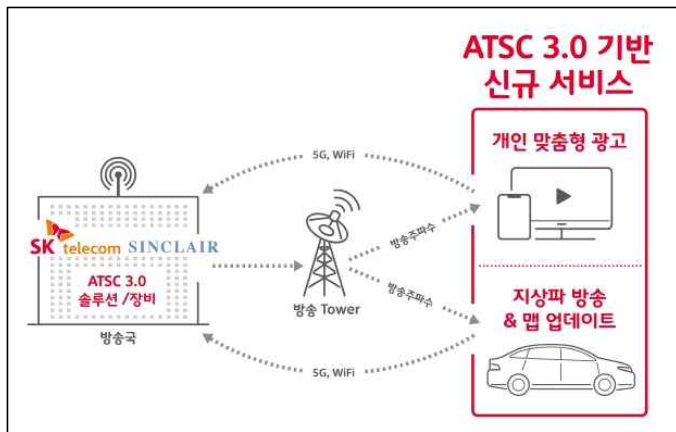 ATSC 3.0 기반
신규 서비스
개인 맞춤형 광고
5G, WiFi
SK telecom SINCLAIR
ATSC 3.0
솔루션 /장비
방송국
방송 Tower
방송주파수
방송주파수
지상파 방송
& 맵 업데이트
5G, WiFi